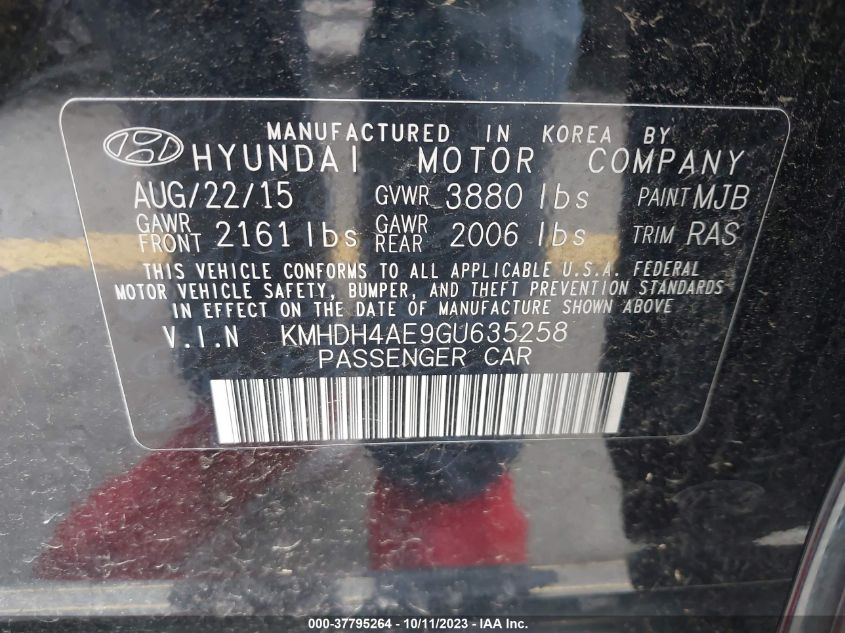 MANUFACTURED IN KOREA BY
HYUNDAI MOTOR COMPANY
AUG/22/15 GVWR 3880 lbs PAINT MJB
GAWR FRONT 2161 lbs GAWR REAR 2006 lbs TRIM RAS
THIS VEHICLE CONFORMS TO ALL APPLICABLE U.S.A. FEDERAL
MOTOR VEHICLE SAFETY, BUMPER, AND THEFT PREVENTION STANDARDS
IN EFFECT ON THE DATE OF MANUFACTURE SHOWN ABOVE
V.I.N KMHDH4AE9GU635258
PASSENGER CAR
000-37795264 - 10/11/2023 - IAA Inc.